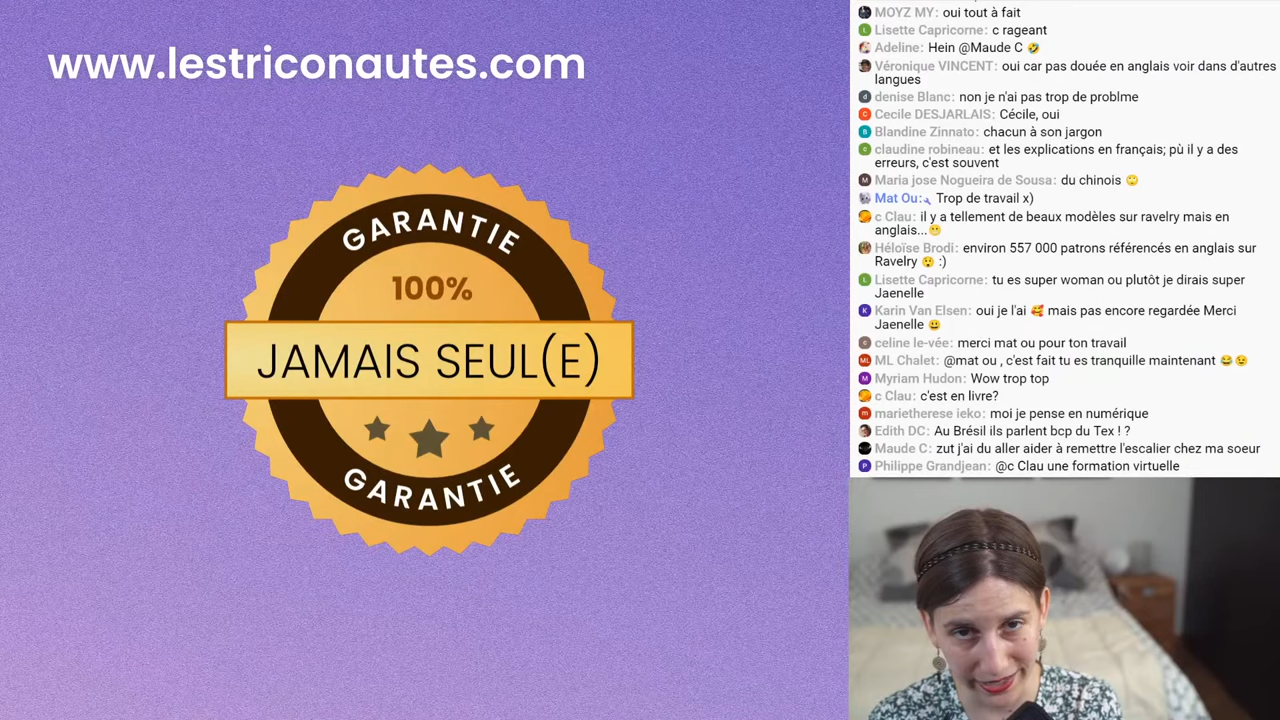 www.lestriconautes.com
GARANTIE
100%
JAMAIS SEUL(E)
GARANTIE
MOYZ MY: oui tout à fait
Lisette Capricorne: c rageant
Adeline: Hein @Maude C 🤣
Véronique VINCENT: oui car pas douée en anglais voir dans d'autres
langues
denise Blanc: non je n'ai pas trop de problme
Cecile DESJARLAIS: Cécile, oui
Blandine Zinnato: chacun à son jargon
claudine robineau: et les explications en français; pù il y a des
erreurs, c'est souvent
Maria jose Nogueira de Sousa: du chinois 🙄
Mat Ou: Trop de travail x)
c Clau: il y a tellement de beaux modèles sur ravelry mais en
anglais...😬
Héloïse Brodi: environ 557 000 patrons référencés en anglais sur
Ravelry 😲 :)
Lisette Capricorne: tu es super woman ou plutôt je dirais super
Jaenelle
Karin Van Elsen: oui je l'ai 🥰 mais pas encore regardée Merci
Jaenelle 😃
celine le-vée: merci mat ou pour ton travail
ML Chalet: @mat ou , c'est fait tu es tranquille maintenant 😂😉
Myriam Hudon: Wow trop top
c Clau: c'est en livre?
marietherese ieko: moi je pense en numérique
Edith DC: Au Brésil ils parlent bcp du Tex ! ?
Maude C: zut j'ai du aller aider à remettre l'escalier chez ma soeur
Philippe Grandjean: @c Clau une formation virtuelle